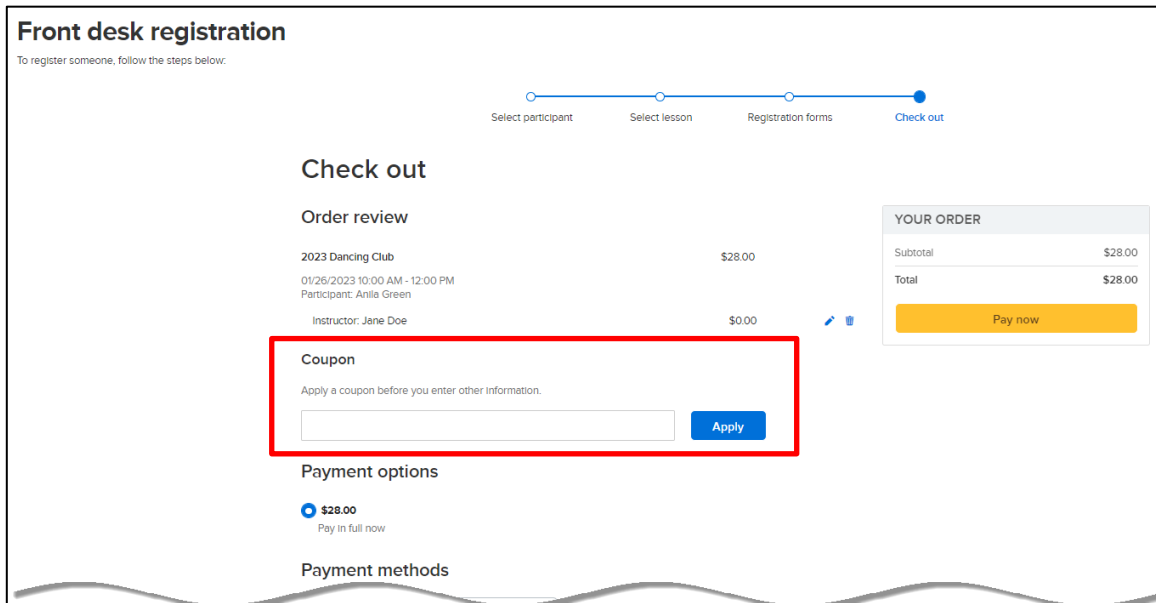 Front desk registration
To register someone, follow the steps below:
Select participant
Select lesson
Registration forms
Check out
Check out
Order review
2023 Dancing Club $28.00
01/26/2023 10:00 AM - 12:00 PM
Participant: Anila Green
Instructor: Jane Doe $0.00
YOUR ORDER
Subtotal $28.00
Total $28.00
Pay now
Coupon
Apply a coupon before you enter other information.
Apply
Payment options
$28.00
Pay in full now
Payment methods